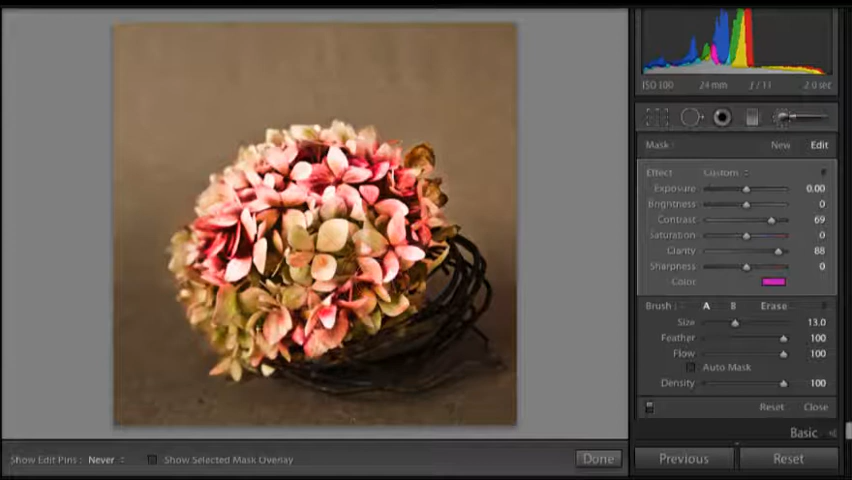 ISO 100 24 mm f / 11 2.0 sec
Mask : New Edit
Effect Custom
Exposure 0.00
Brightness 0
Contrast 69
Saturation 0
Clarity 88
Sharpness 0
Color
Brush : A B Erase
Size 13.0
Feather 100
Flow 100
Auto Mask
Density 100
Reset Close
Basic
Show Edit Pins : Never Show Selected Mask Overlay Done Previous Reset